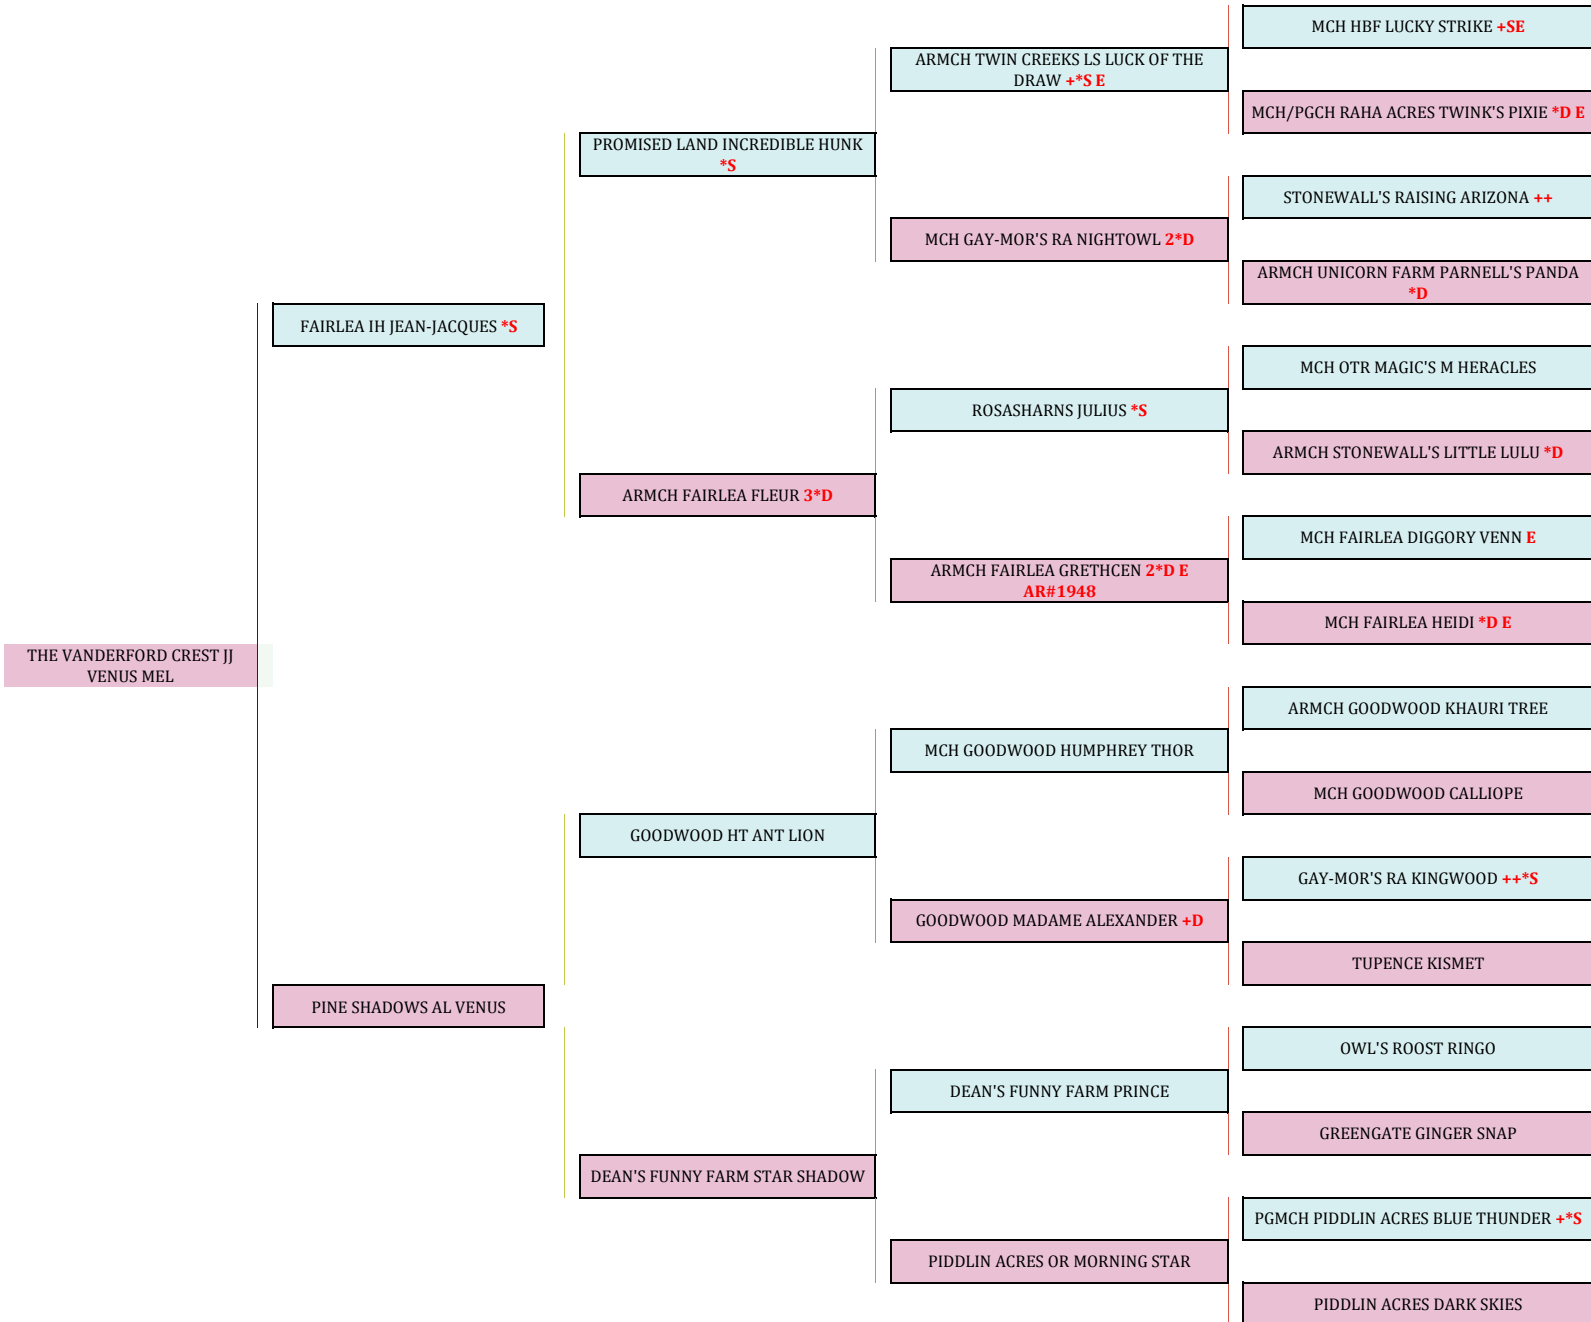 MCH HBF LUCKY STRIKE +SE
ARMCH TWIN CREEKS LS LUCK OF THE
DRAW +*S E
MCH/PGCH RAHA ACRES TWINK'S PIXIE *D E
PROMISED LAND INCREDIBLE HUNK
*S
STONEWALL'S RAISING ARIZONA ++
MCH GAY-MOR'S RA NIGHTOWL 2*D
ARMCH UNICORN FARM PARNELL'S PANDA
*D
FAIRLEA IH JEAN-JACQUES *S
MCH OTR MAGIC'S M HERACLES
ROSASHARNS JULIUS *S
ARMCH STONEWALL'S LITTLE LULU *D
ARMCH FAIRLEA FLEUR 3*D
MCH FAIRLEA DIGGORY VENN E
ARMCH FAIRLEA GRETHCEN 2*D E
AR#1948
MCH FAIRLEA HEIDI *D E
THE VANDERFORD CREST JJ
VENUS MEL
ARMCH GOODWOOD KHAURI TREE
MCH GOODWOOD HUMPHREY THOR
MCH GOODWOOD CALLIOPE
GOODWOOD HT ANT LION
GAY-MOR'S RA KINGWOOD ++*S
GOODWOOD MADAME ALEXANDER +D
TUPENCE KISMET
PINE SHADOWS AL VENUS
OWL'S ROOST RINGO
DEAN'S FUNNY FARM PRINCE
GREENGATE GINGER SNAP
DEAN'S FUNNY FARM STAR SHADOW
PGMCH PIDDLIN ACRES BLUE THUNDER +*S
PIDDLIN ACRES OR MORNING STAR
PIDDLIN ACRES DARK SKIES